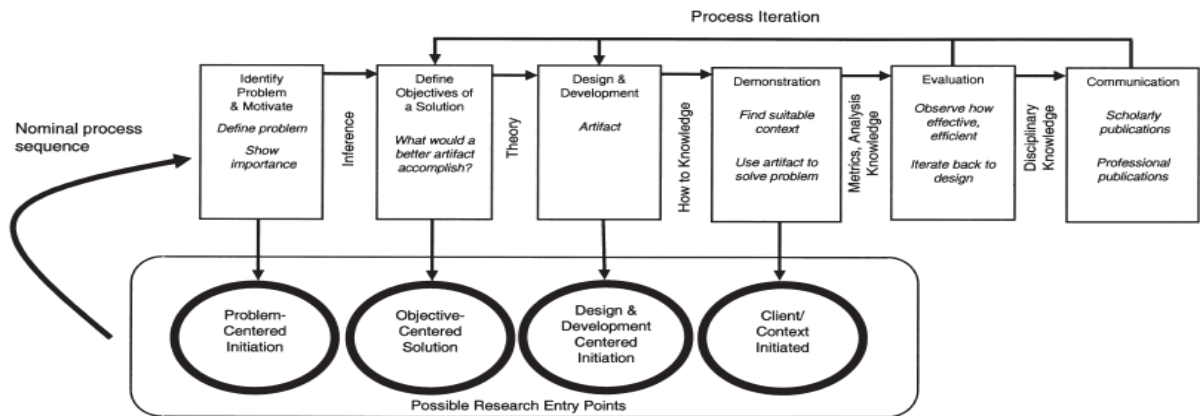 Process Iteration
Nominal process
sequence
Identify
Problem
& Motivate
Define problem
Show
importance
Inference
Define
Objectives of
a Solution
What would a
better artifact
accomplish?
Theory
Design &
Development
Artifact
How to Knowledge
Demonstration
Find suitable
context
Use artifact to
solve problem
Metrics, Analysis
Knowledge
Evaluation
Observe how
effective,
efficient
Iterate back to
design
Disciplinary
Knowledge
Communication
Scholarly
publications
Professional
publications
Problem-
Centered
Initiation
Objective-
Centered
Solution
Design &
Development
Centered
Initiation
Client/
Context
Initiated
Possible Research Entry Points